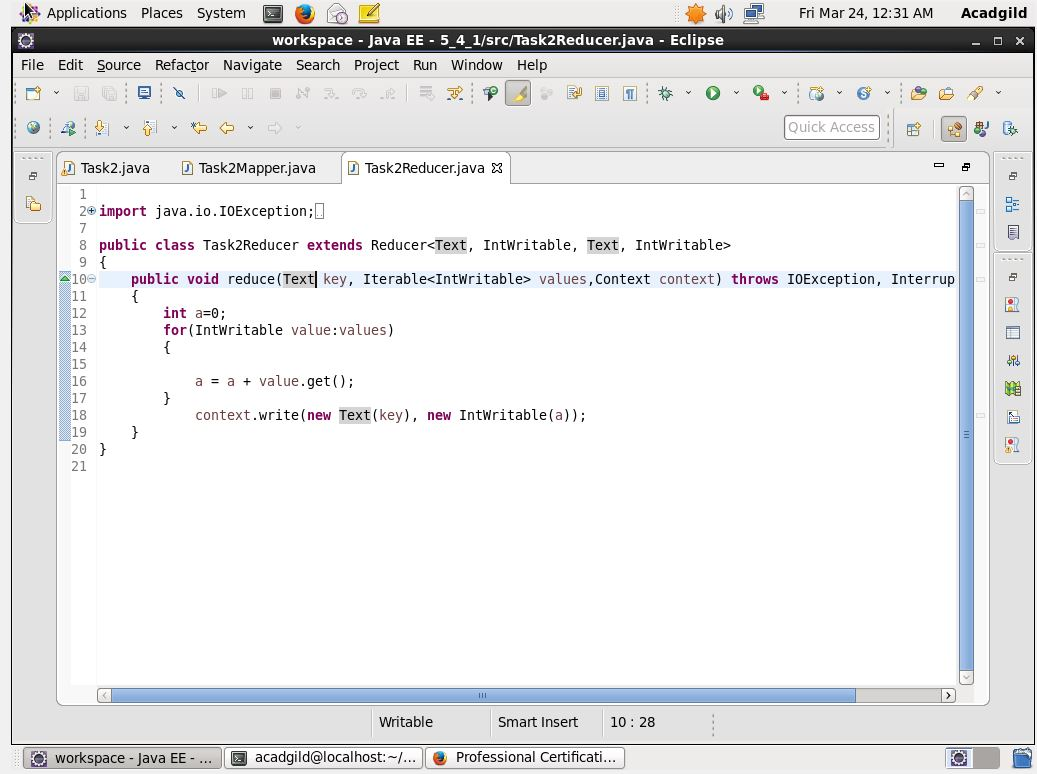 Applications Places System Fri Mar 24, 12:31 AM Acadgild
workspace - Java EE - 5_4_1/src/Task2Reducer.java - Eclipse
File Edit Source Refactor Navigate Search Project Run Window Help
Quick Access
Task2.java Task2Mapper.java Task2Reducer.java
1
2 import java.io.IOException;
7
8 public class Task2Reducer extends Reducer<Text, IntWritable, Text, IntWritable>
9 {
10 public void reduce(Text key, Iterable<IntWritable> values,Context context) throws IOException, Interrup
11 {
12 int a=0;
13 for(IntWritable value:values)
14 {
15
16 a = a + value.get();
17 }
18 context.write(new Text(key), new IntWritable(a));
19 }
20 }
21
Writable Smart Insert 10 : 28
workspace - Java EE - ... acadgild@localhost:~/... Professional Certificati...